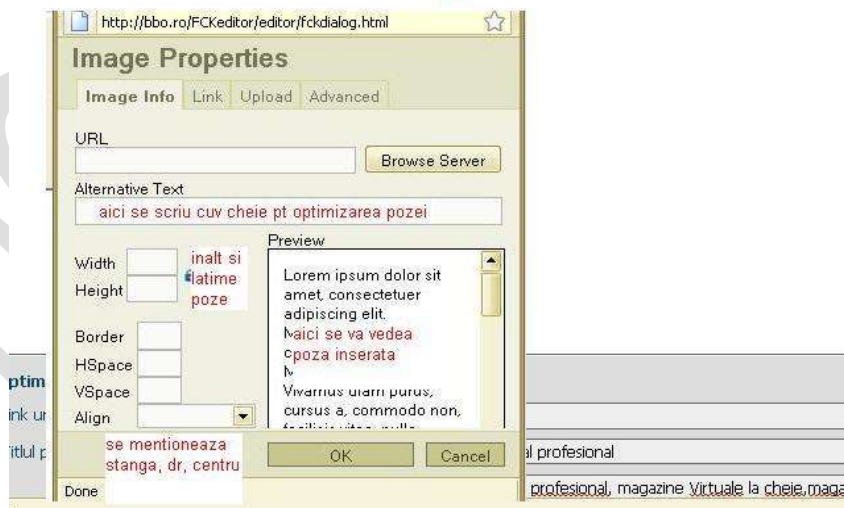 http://bbo.ro/FCKeditor/editor/fckdialog.html
Image Properties
Image Info Link Upload Advanced
URL
Browse Server
Alternative Text
aici se scriu cuv cheie pt optimizarea pozei
Preview
Width
Height
inalt si
latime
poze
Lorem ipsum dolor sit
amet, consectetuer
adipiscing elit.
aici se va vedea
poza inserata
Vivamus diam purus,
cursus a, commodo non,
Border
HSpace
VSpace
Align
se mentioneaza
stanga, dr, centru
OK Cancel
Done
ptim
ink ur
itlul p
al profesional
profesional, magazine Virtuale la cheie,maga